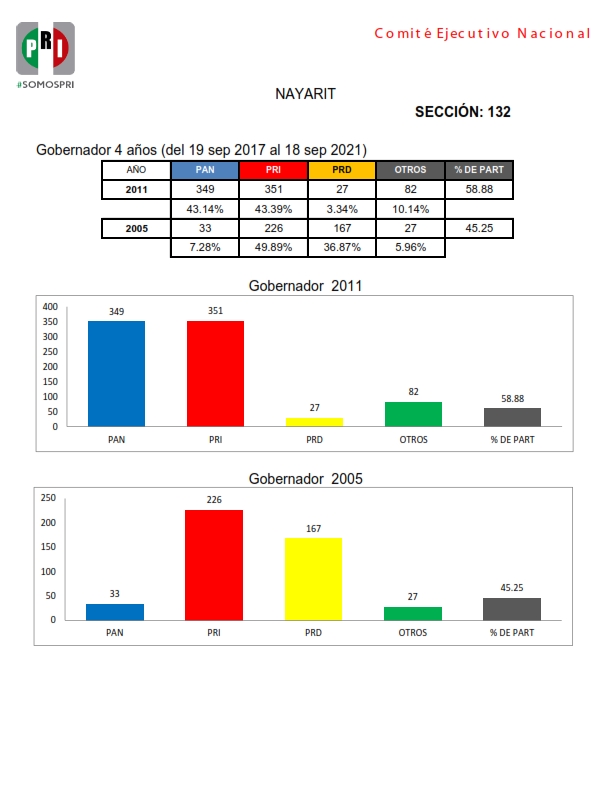 PRI
#SOMOSPRI
Comité Ejecutivo Nacional
NAYARIT
SECCIÓN: 132
Gobernador 4 años (del 19 sep 2017 al 18 sep 2021)
AÑO PAN PRI PRD OTROS % DE PART
2011 349 351 27 82 58.88
43.14% 43.39% 3.34% 10.14%
2005 33 226 167 27 45.25
7.28% 49.89% 36.87% 5.96%
Gobernador 2011
400
350
300
250
200
150
100
50
0
349 351 27 82 58.88
PAN PRI PRD OTROS % DE PART
Gobernador 2005
250
200
150
100
50
0
33 226 167 27 45.25
PAN PRI PRD OTROS % DE PART